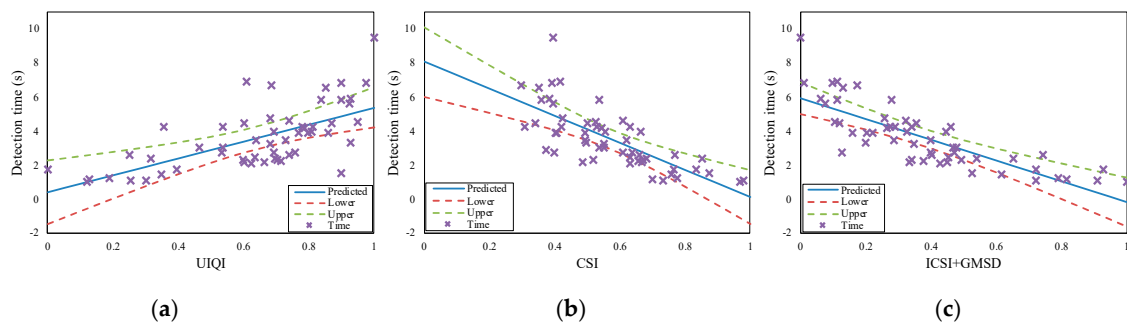 Detection time (s)
10
8
6
4
2
0
-2
0
0.2
0.4
0.6
0.8
1
UIQI
Predicted
Lower
Upper
Time
(a)
Detection time (s)
10
8
6
4
2
0
-2
0
0.2
0.4
0.6
0.8
1
CSI
Predicted
Lower
Upper
Time
(b)
Detection time (s)
10
8
6
4
2
0
-2
0
0.2
0.4
0.6
0.8
1
ICSI+GMSD
Predicted
Lower
Upper
Time
(c)